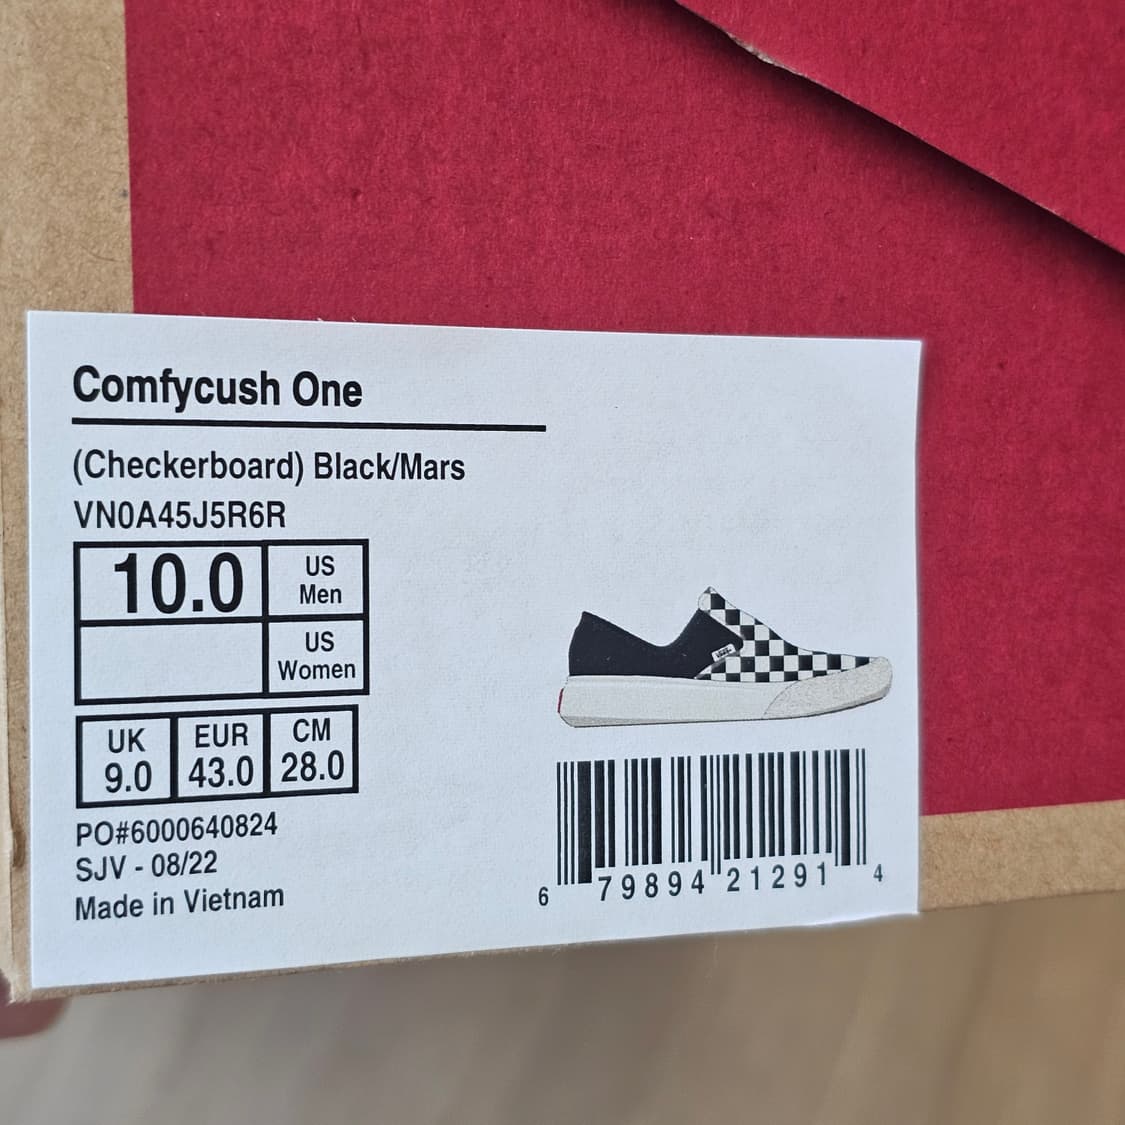 Comfycush One
(Checkerboard) Black/Mars
VN0A45J5R6R
10.0 US Men
US Women
UK EUR CM
9.0 43.0 28.0
PO#6000640824
SJV - 08/22
Made in Vietnam
VANS
6 79894 21291 4